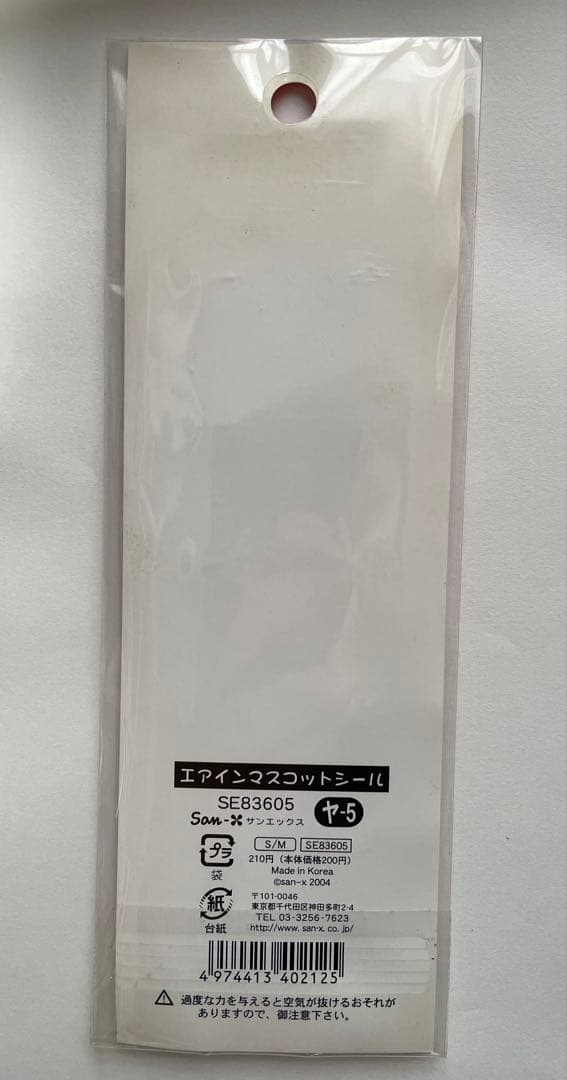 エアインマスコットシール
SE83605
San-X サンエックス
ヤ-5
プラ
袋
S/M SE83605
210円（本体価格200円）
Made in Korea
©san-x 2004
紙
台紙
〒101-0046
東京都千代田区神田多町2-4
TEL 03-3256-7623
http://www.san-x.co.jp/
4 974413 402125
⚠ 過度な力を与えると空気が抜けるおそれが
ありますので、御注意下さい。